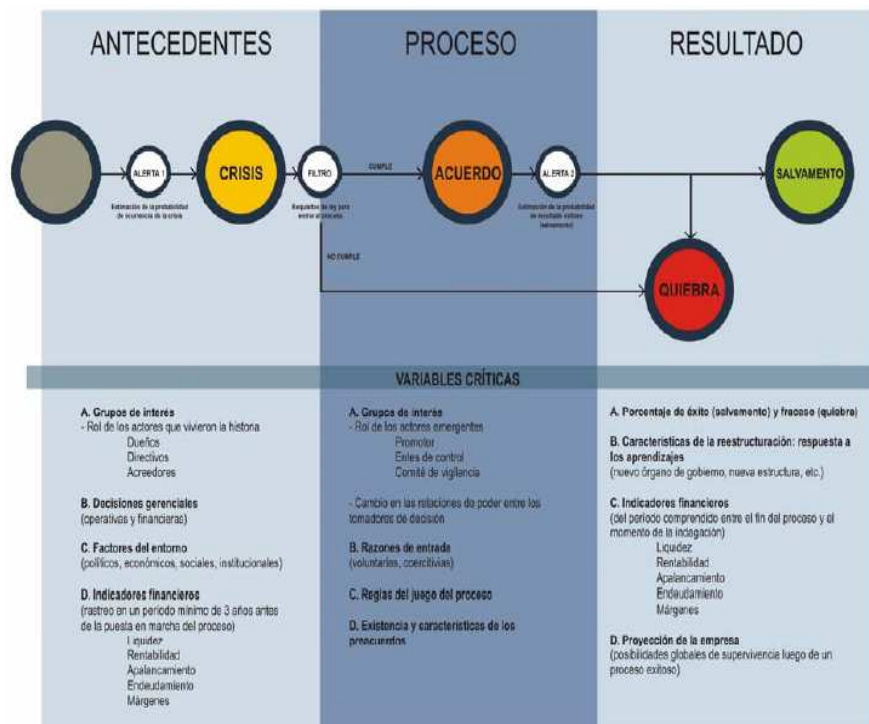 ANTECEDENTES
PROCESO
RESULTADO
ALERTA 1
CRISIS
FILTRO
CUMPLE
ACUERDO
ALERTA 2
SALVAMENTO
Estimación de la probabilidad
de ocurrencia de la crisis
Requisitos de ley para
entrar al proceso
Estimación de la probabilidad
de resultado exitoso
(salvamento)
NO CUMPLE
QUIEBRA
VARIABLES CRÍTICAS
A. Grupos de interés
- Rol de los actores que vivieron la historia
Dueños
Directivos
Acreedores
B. Decisiones gerenciales
(operativas y financieras)
C. Factores del entorno
(políticos, económicos, sociales, institucionales)
D. Indicadores financieros
(rastreo en un período mínimo de 3 años antes
de la puesta en marcha del proceso)
Liquidez
Rentabilidad
Apalancamiento
Endeudamiento
Márgenes
A. Grupos de interés
- Rol de los actores emergentes
Promotor
Entes de control
Comité de vigilancia
- Cambio en las relaciones de poder entre los
tomadores de decisión
B. Razones de entrada
(voluntarias, coercitivas)
C. Reglas del juego del proceso
D. Existencia y características de los
preacuerdos
A. Porcentaje de éxito (salvamento) y fracaso (quiebra)
B. Características de la reestructuración: respuesta a
los aprendizajes
(nuevo órgano de gobierno, nueva estructura, etc.)
C. Indicadores financieros
(del período comprendido entre el fin del proceso y el
momento de la indagación)
Liquidez
Rentabilidad
Apalancamiento
Endeudamiento
Márgenes
D. Proyección de la empresa
(posibilidades globales de supervivencia luego de un
proceso exitoso)